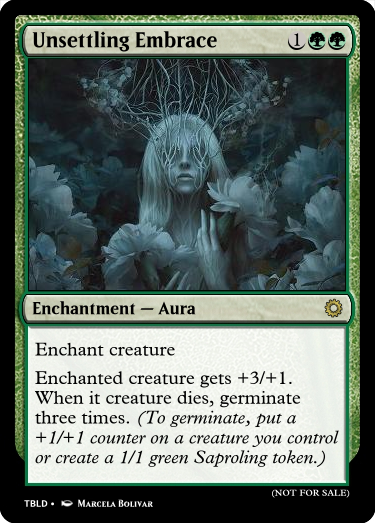 Unsettling Embrace 1
Enchantment — Aura
Enchant creature
Enchanted creature gets +3/+1.
When it creature dies, germinate
three times. (To germinate, put a
+1/+1 counter on a creature you control
or create a 1/1 green Saproling token.)
(NOT FOR SALE)
TBLD • Marcela Bolivar